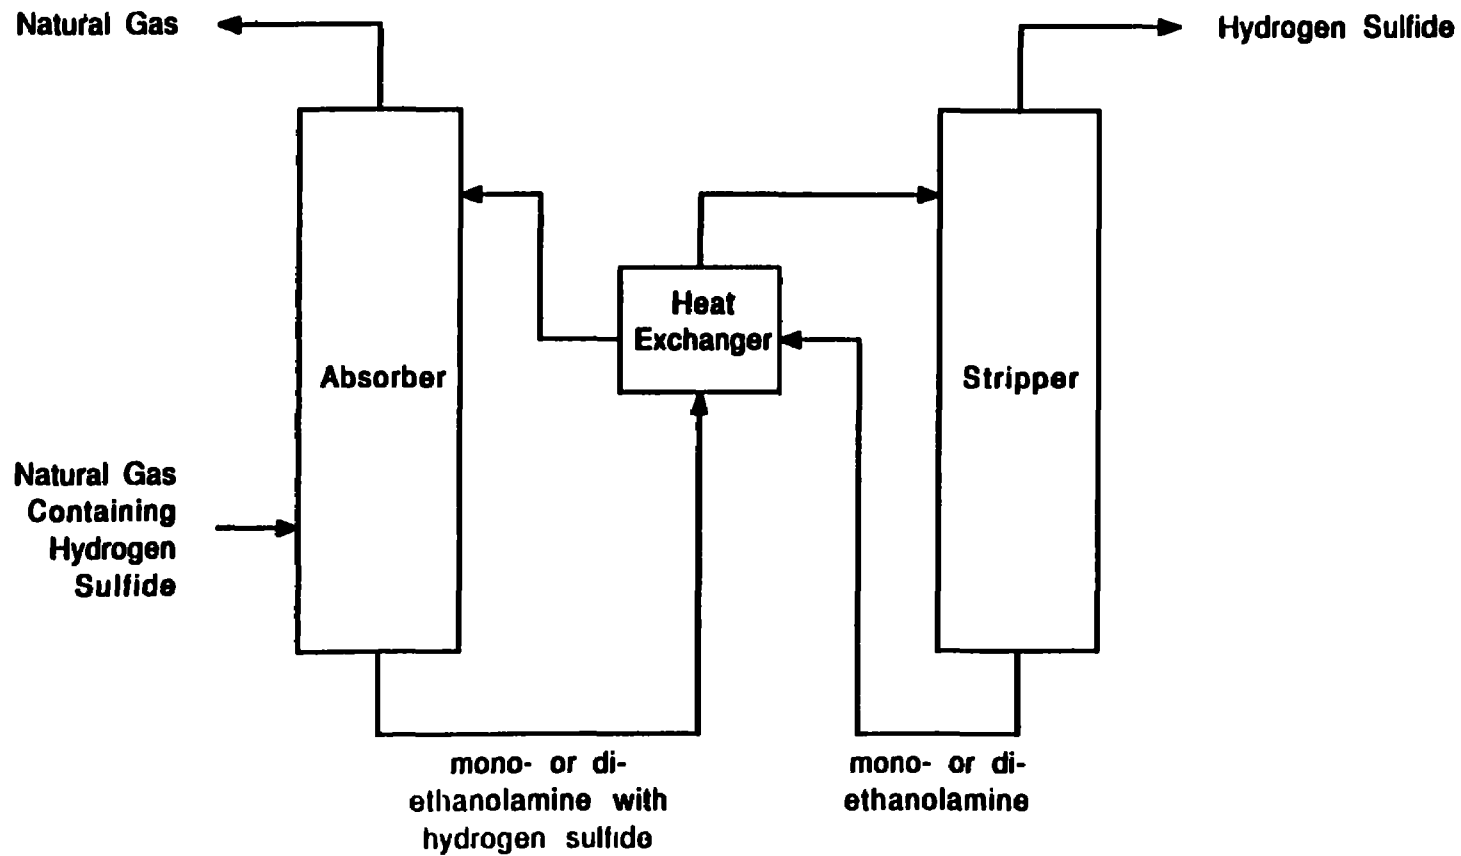 Natural Gas
Hydrogen Sulfide
Heat
Exchanger
Absorber
Stripper
Natural Gas
Containing
Hydrogen
Sulfide
mono- or di-
ethanolamine with
hydrogen sulfide
mono- or di-
ethanolamine